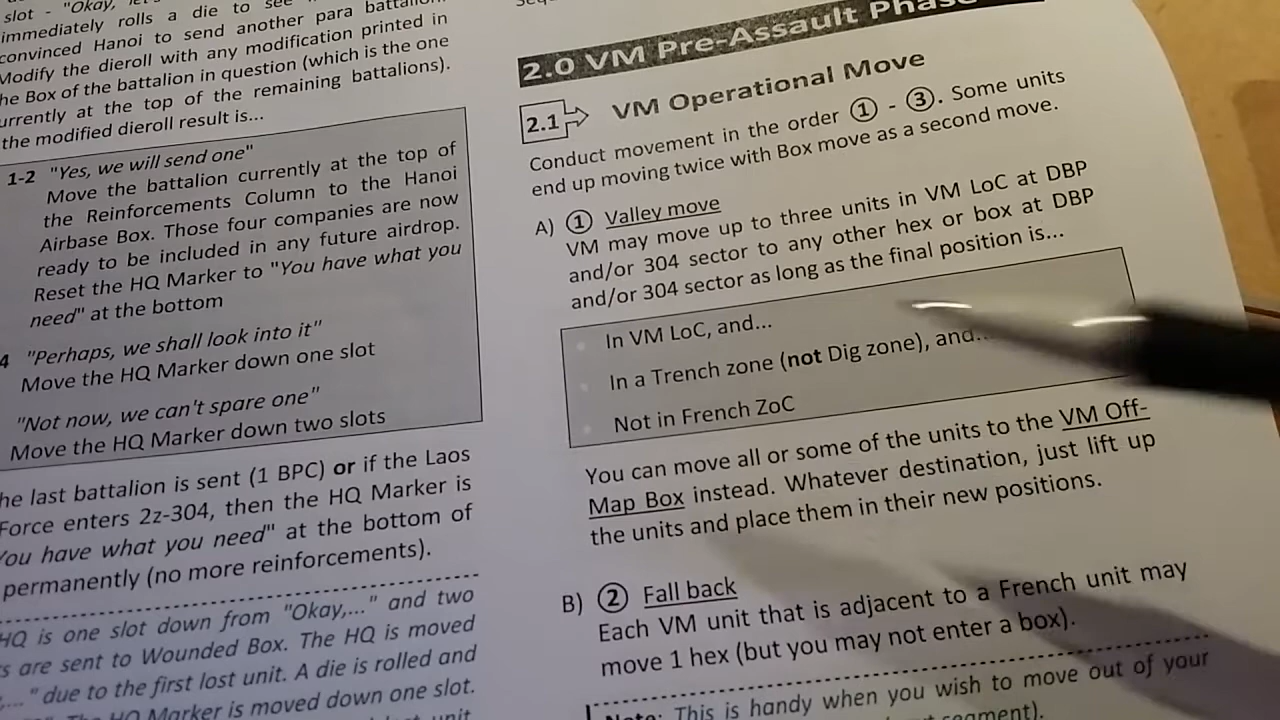 slot - "Okay, let's
immediately rolls a die to see
convinced Hanoi to send another para battalion.
Modify the dieroll with any modification printed in
he Box of the battalion in question (which is the one
urrently at the top of the remaining battalions).
the modified dieroll result is...
1-2 "Yes, we will send one"
Move the battalion currently at the top of
the Reinforcements Column to the Hanoi
Airbase Box. Those four companies are now
ready to be included in any future airdrop.
Reset the HQ Marker to "You have what you
need" at the bottom
4 "Perhaps, we shall look into it"
Move the HQ Marker down one slot
"Not now, we can't spare one"
Move the HQ Marker down two slots
he last battalion is sent (1 BPC) or if the Laos
Force enters 2z-304, then the HQ Marker is
You have what you need" at the bottom of
permanently (no more reinforcements).
HQ is one slot down from "Okay,..." and two
s are sent to Wounded Box. The HQ is moved
..." due to the first lost unit. A die is rolled and
The HQ Marker is moved down one slot.
unit
2.0 VM Pre-Assault Phase
2.1 VM Operational Move
Conduct movement in the order ① - ③. Some units
end up moving twice with Box move as a second move.
A) ① Valley move
VM may move up to three units in VM LoC at DBP
and/or 304 sector to any other hex or box at DBP
and/or 304 sector as long as the final position is...
In VM LoC, and...
In a Trench zone (not Dig zone), and...
Not in French ZoC
You can move all or some of the units to the VM Off-
Map Box instead. Whatever destination, just lift up
the units and place them in their new positions.
B) ② Fall back
Each VM unit that is adjacent to a French unit may
move 1 hex (but you may not enter a box).
Note: This is handy when you wish to move out of your
segment).